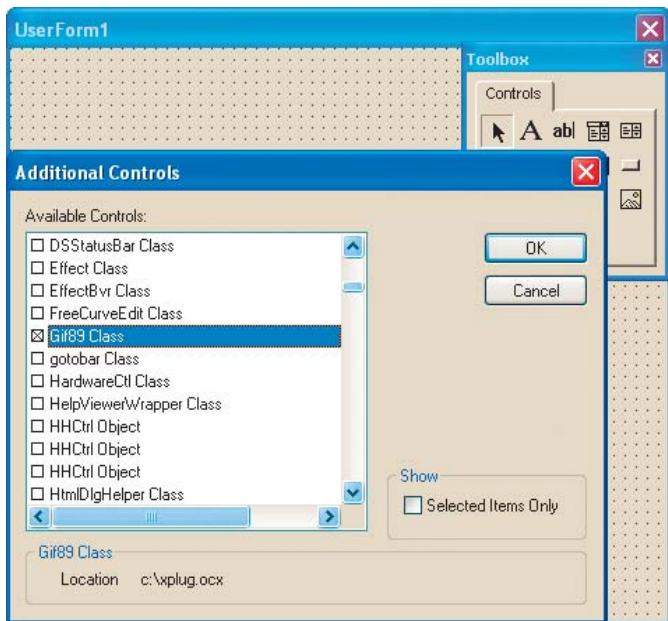 UserForm1
Toolbox
Controls
A ab|
Additional Controls
Available Controls:
DSStatusBar Class
Effect Class
EffectBvr Class
FreeCurveEdit Class
Gif89 Class
gotobar Class
HardwareCtl Class
HelpViewerWrapper Class
HHCtrl Object
HHCtrl Object
HHCtrl Object
HtmlDlgHelper Class
OK
Cancel
Show
Selected Items Only
Gif89 Class
Location c:\xplug.ocx